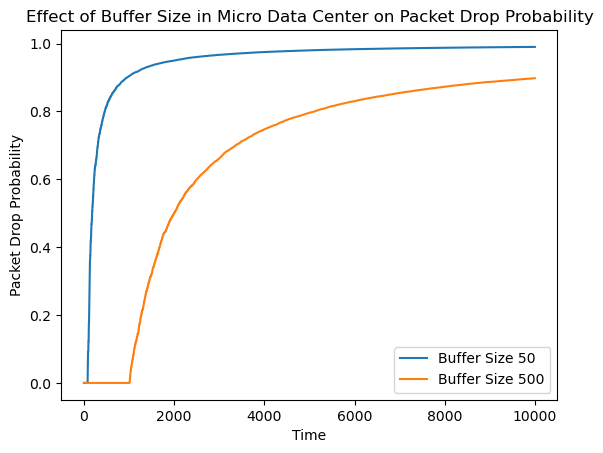 Effect of Buffer Size in Micro Data Center on Packet Drop Probability
1.0
0.8
0.6
0.4
0.2
0.0
Packet Drop Probability
0
2000
4000
6000
8000
10000
Time
Buffer Size 50
Buffer Size 500